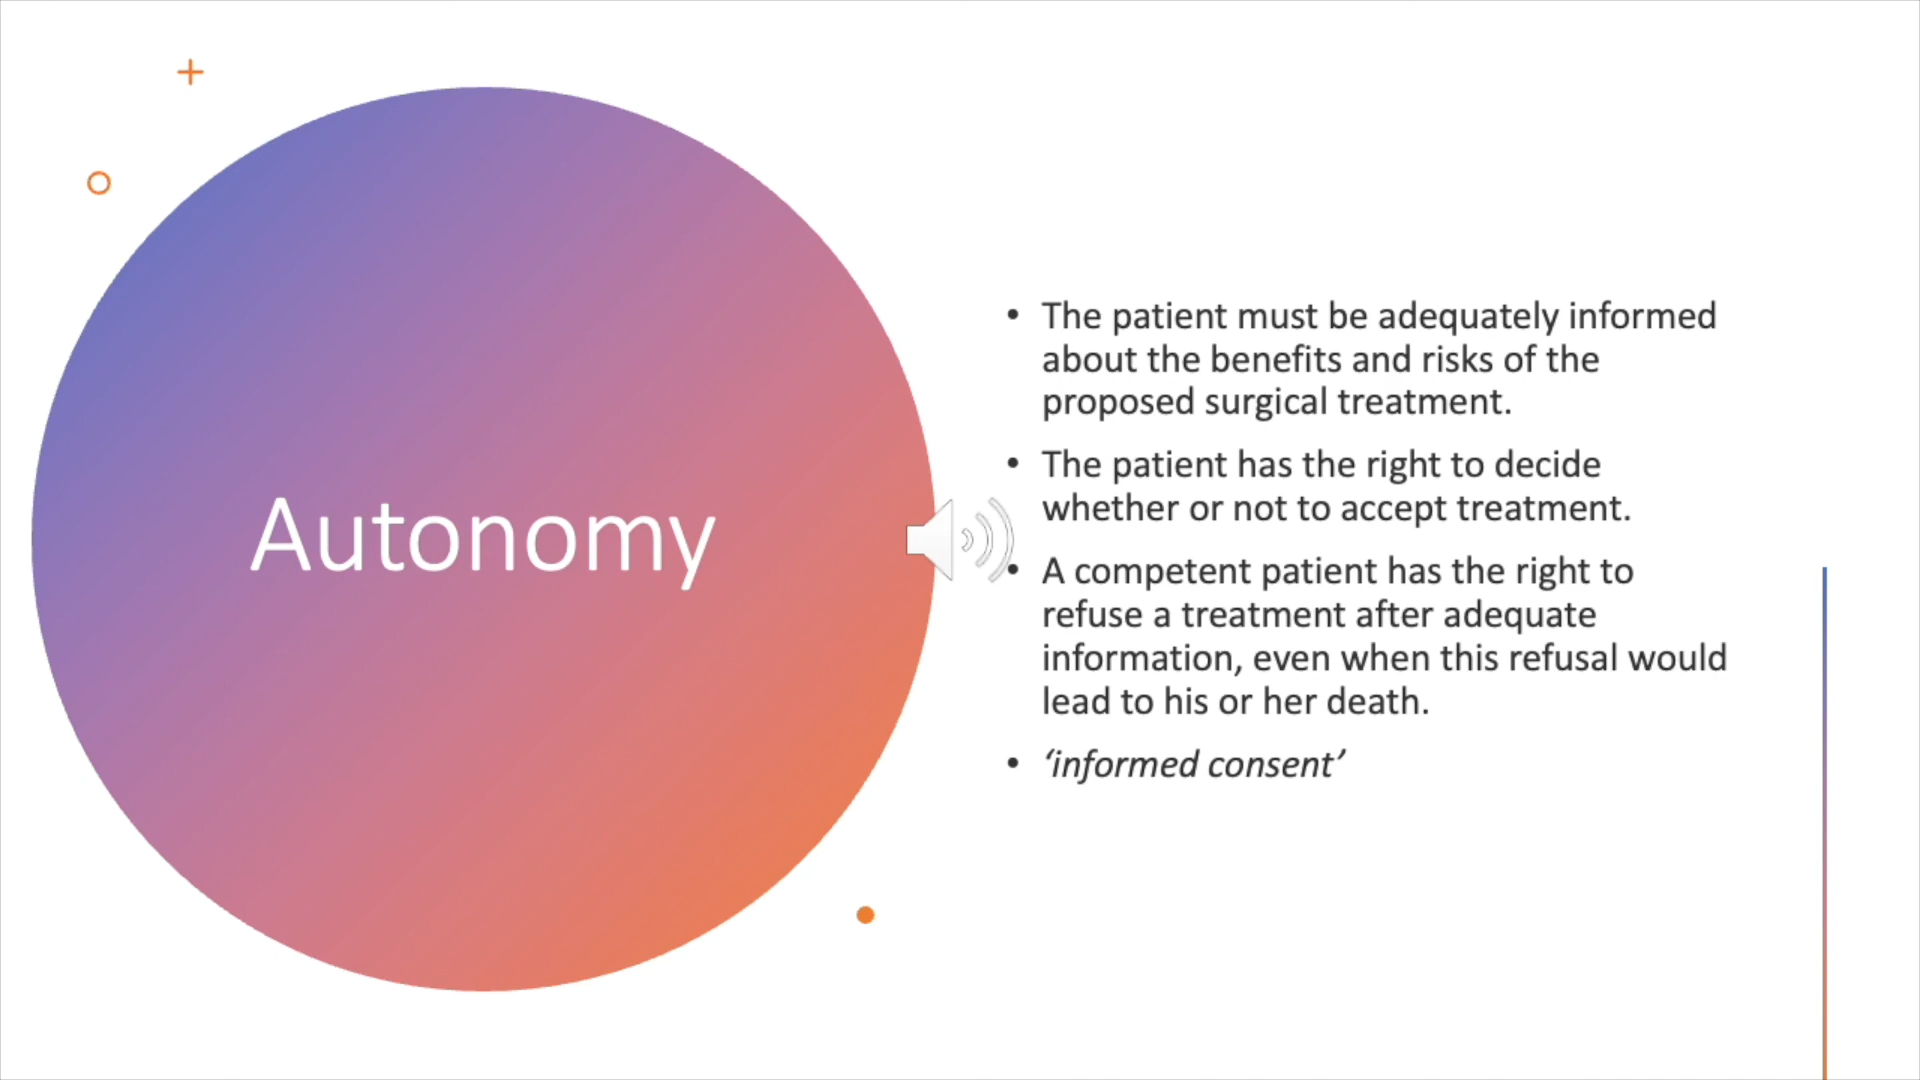 Autonomy
• The patient must be adequately informed
about the benefits and risks of the
proposed surgical treatment.
• The patient has the right to decide
whether or not to accept treatment.
• A competent patient has the right to
refuse a treatment after adequate
information, even when this refusal would
lead to his or her death.
• ‘informed consent’